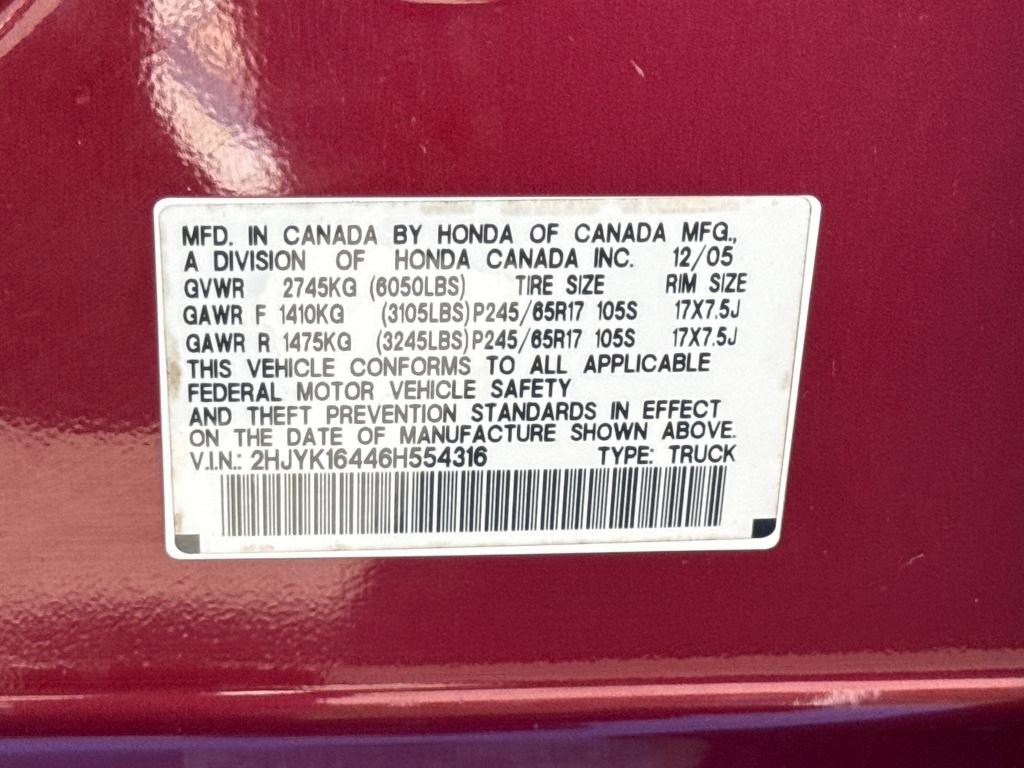 MFD. IN CANADA BY HONDA OF CANADA MFG.,
A DIVISION OF HONDA CANADA INC. 12/05
GVWR 2745KG (6050LBS) TIRE SIZE RIM SIZE
GAWR F 1410KG (3105LBS) P245/65R17 105S 17X7.5J
GAWR R 1475KG (3245LBS) P245/65R17 105S 17X7.5J
THIS VEHICLE CONFORMS TO ALL APPLICABLE
FEDERAL MOTOR VEHICLE SAFETY
AND THEFT PREVENTION STANDARDS IN EFFECT
ON THE DATE OF MANUFACTURE SHOWN ABOVE.
V.I.N.: 2HJYK16446H554316 TYPE: TRUCK